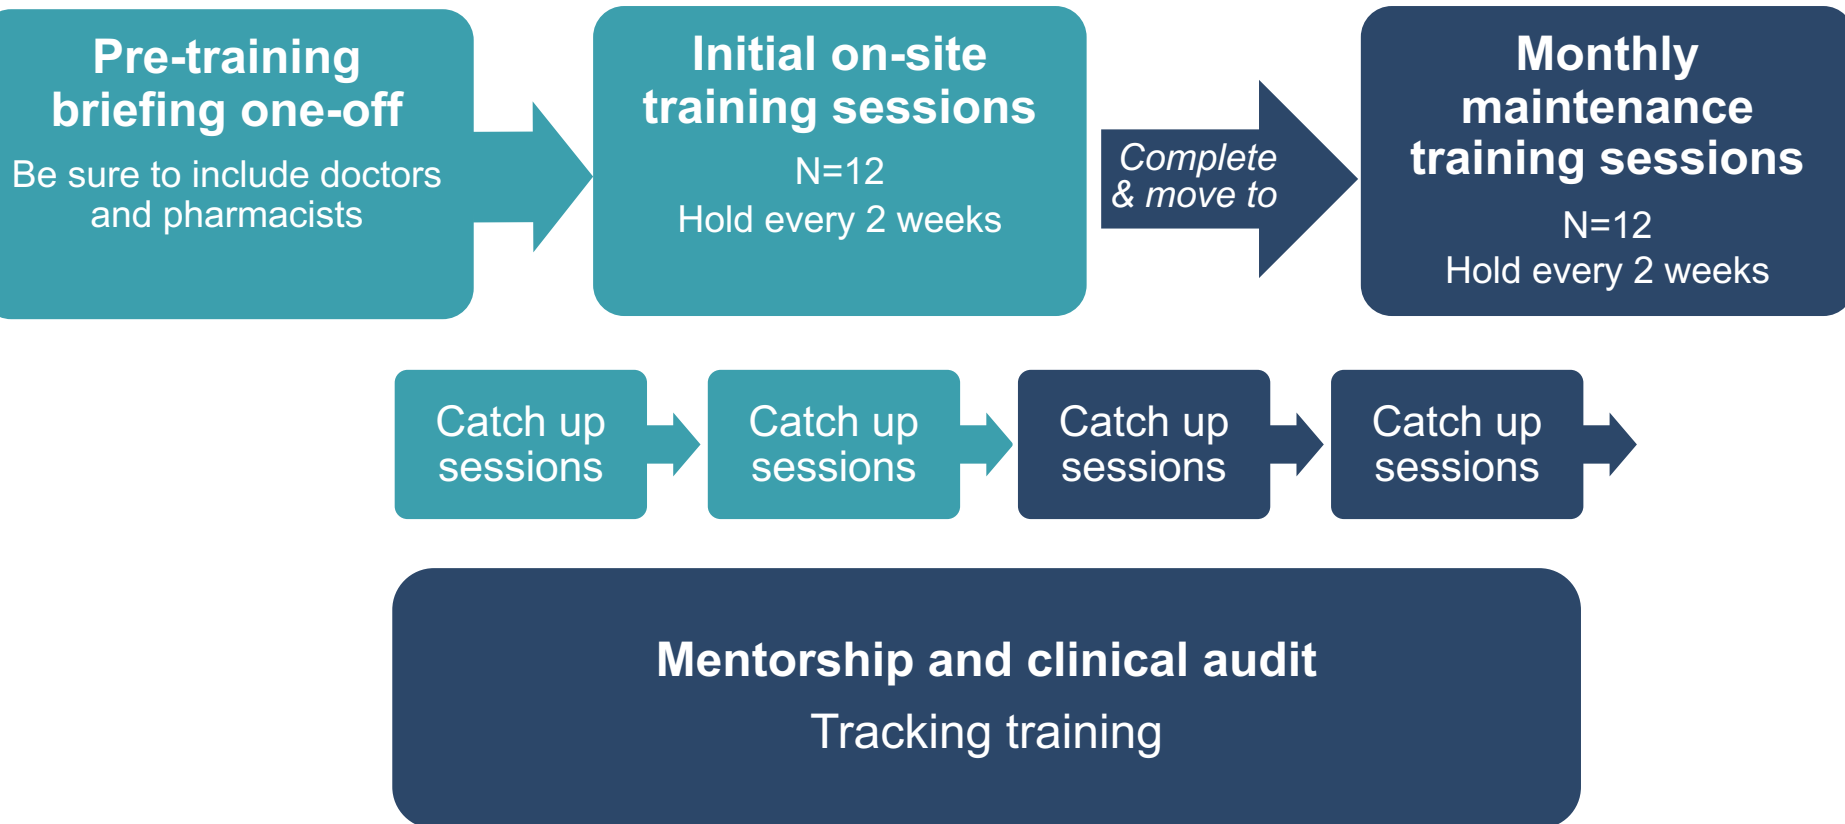 Pre-training
briefing one-off
Be sure to include doctors
and pharmacists
Initial on-site
training sessions
N=12
Hold every 2 weeks
Complete
& move to
Monthly
maintenance
training sessions
N=12
Hold every 2 weeks
Catch up
sessions
Catch up
sessions
Catch up
sessions
Catch up
sessions
Mentorship and clinical audit
Tracking training